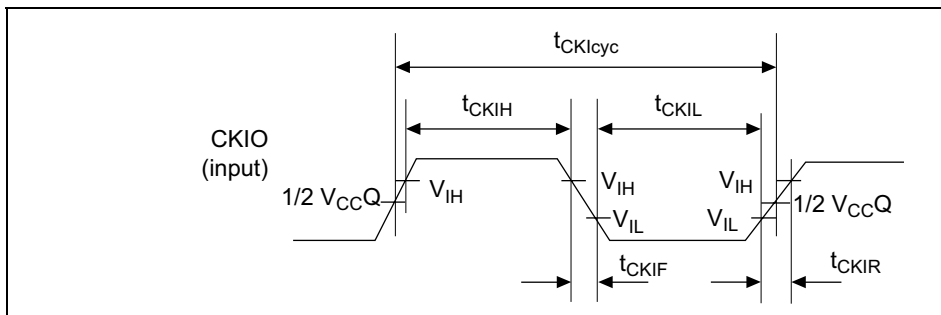 tCKIcyc
tCKIH
tCKIL
CKIO
(input)
1/2 VCCQ
VIH
VIH
VIL
VIH
VIL
1/2 VCCQ
tCKIF
tCKIR